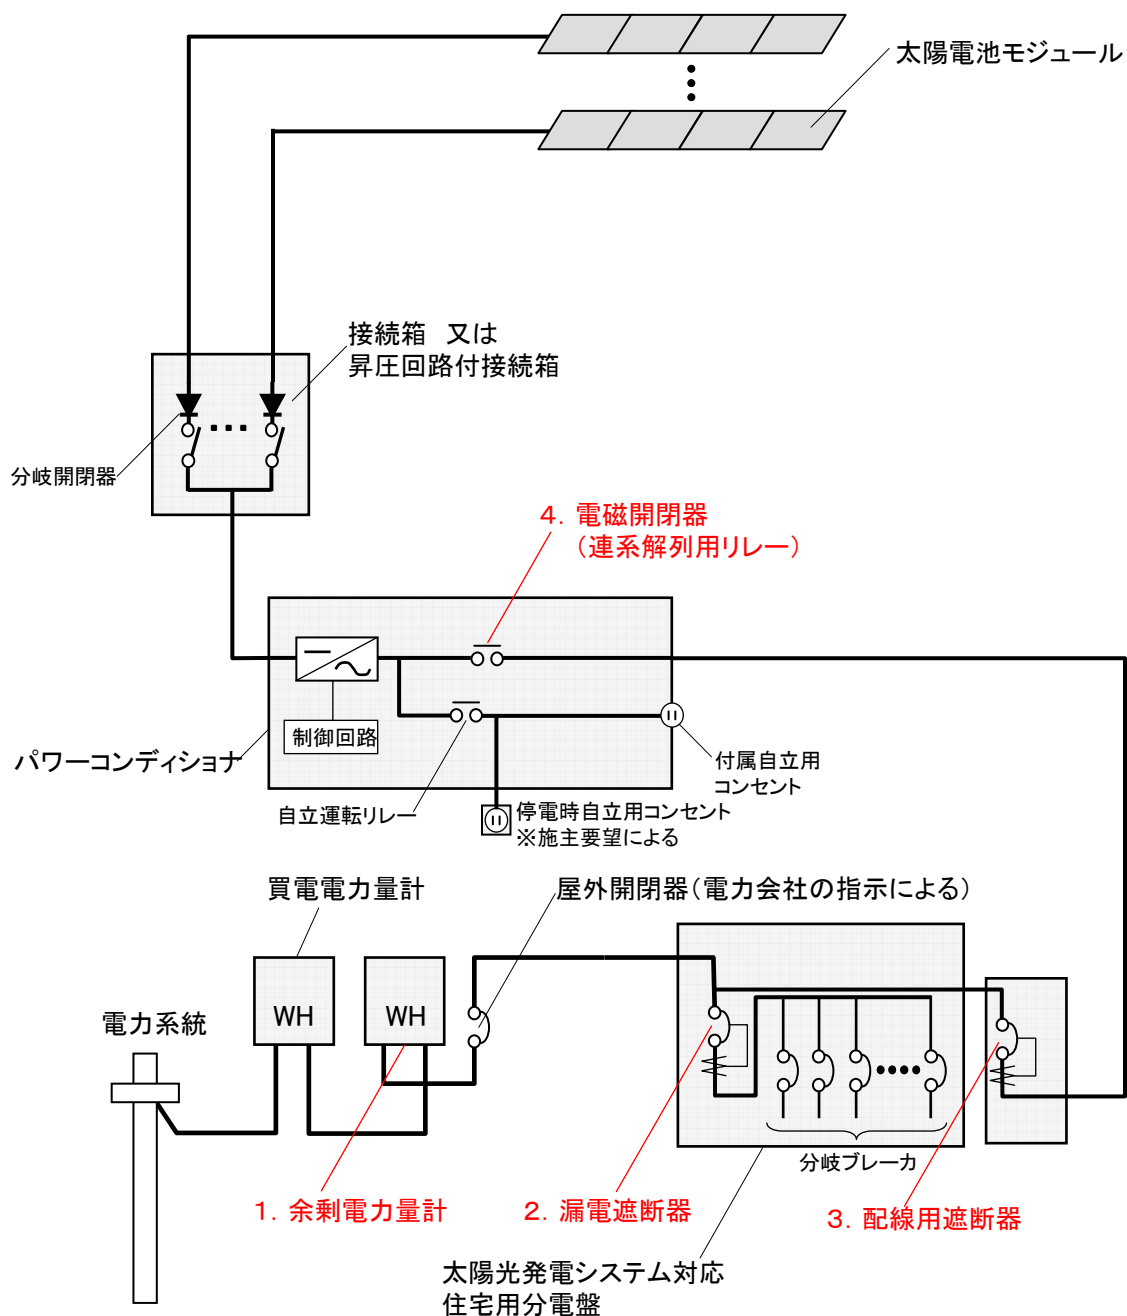 太陽電池モジュール
接続箱　又は
昇圧回路付接続箱
分岐開閉器
4．電磁開閉器
（連系解列用リレー）
制御回路
パワーコンディショナ
自立運転リレー
付属自立用
コンセント
停電時自立用コンセント
※施主要望による
買電電力量計
屋外開閉器（電力会社の指示による）
WH
WH
電力系統
分岐ブレーカ
1．余剰電力量計
2．漏電遮断器
3．配線用遮断器
太陽光発電システム対応
住宅用分電盤